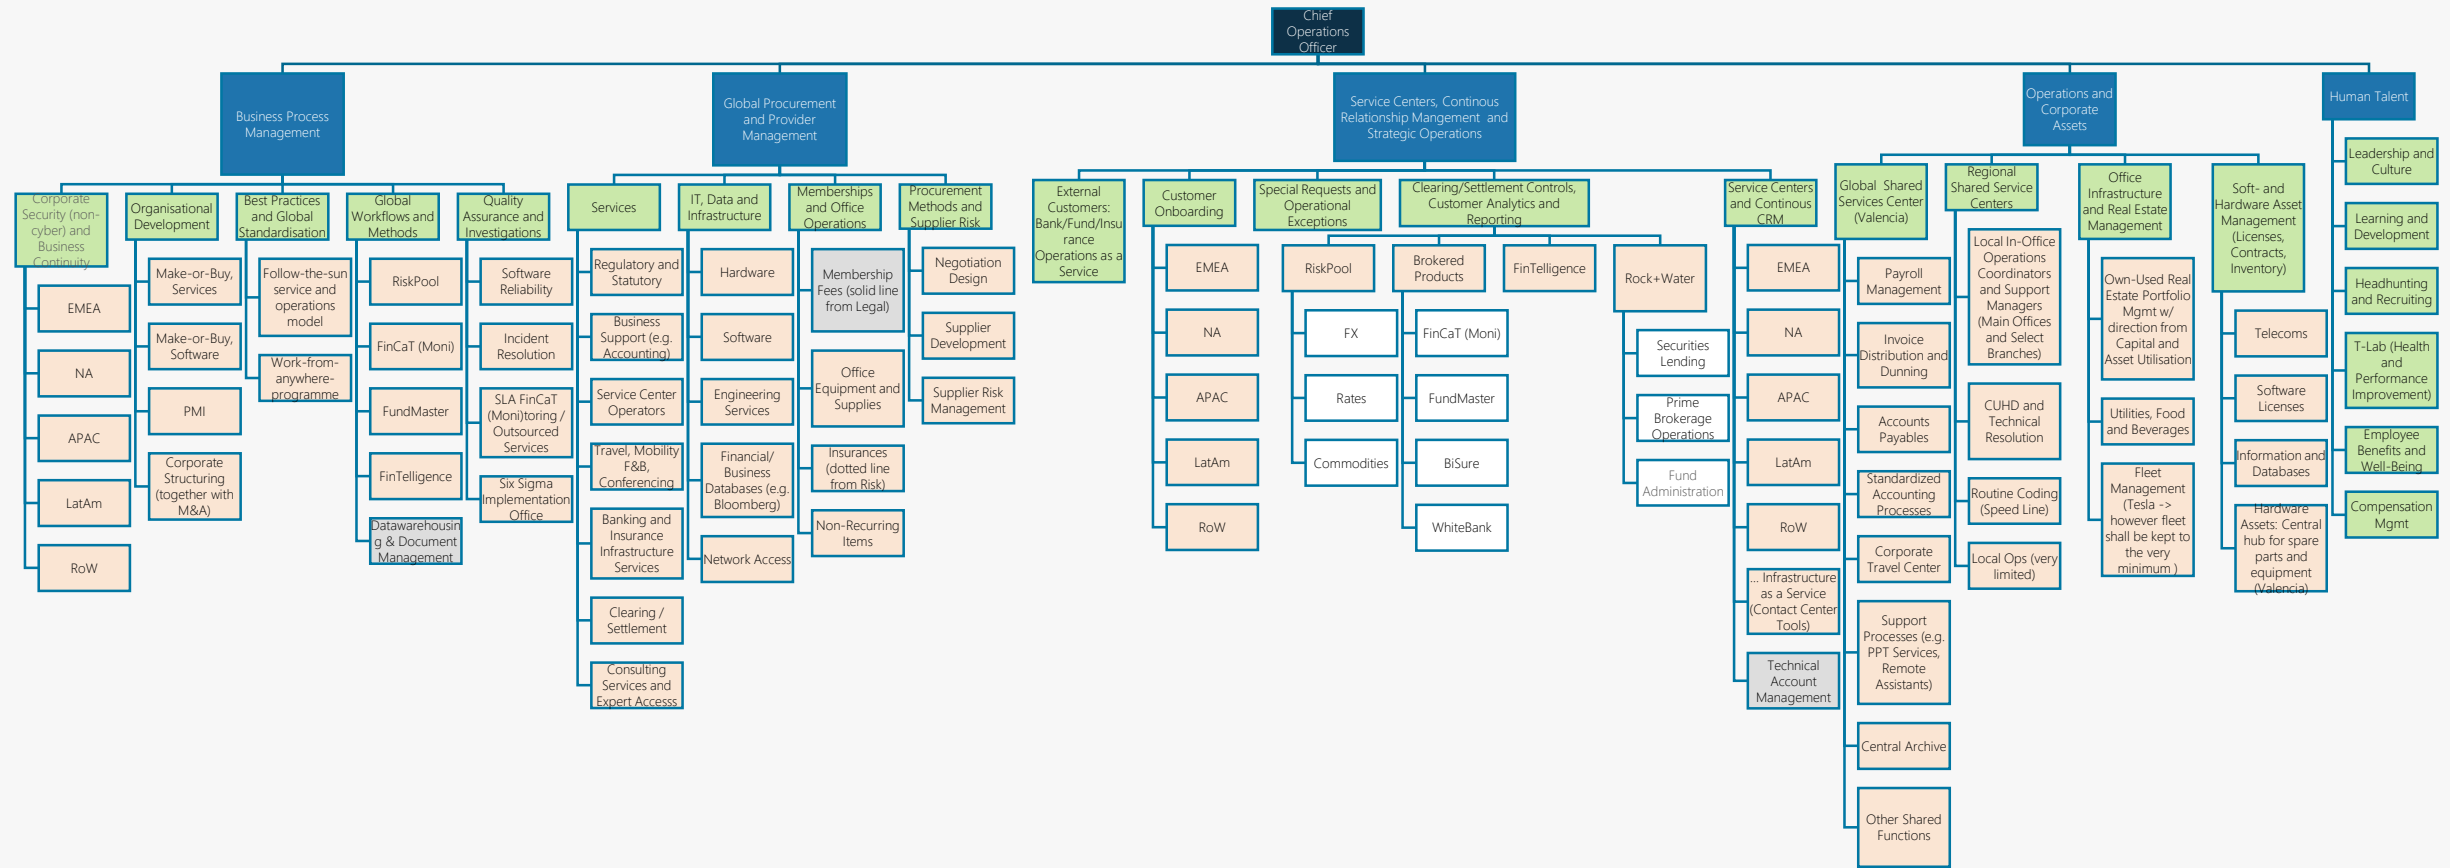 Chief
Operations
Officer
Business Process
Management
Global Procurement
and Provider
Management
Service Centers, Continous
Relationship Mangement and
Strategic Operations
Operations and
Corporate
Assets
Human Talent
Corporate
Security (non-
cyber) and
Business
Continuity
EMEA
NA
APAC
LatAm
RoW
Organisational
Development
Make-or-Buy,
Services
Make-or-Buy,
Software
PMI
Corporate
Structuring
(together with
M&A)
Best Practices
and Global
Standardisation
Follow-the-sun
service and
operations
model
Work-from-
anywhere-
programme
Global
Workflows and
Methods
RiskPool
FinCaT (Moni)
FundMaster
FinTelligence
Datawarehousin
g & Document
Management
Quality
Assurance and
Investigations
Software
Reliability
Incident
Resolution
SLA FinCaT
(Moni)toring /
Outsourced
Services
Six Sigma
Implementation
Office
Services
Regulatory and
Statutory
Business
Support (e.g.
Accounting)
Service Center
Operators
Travel, Mobility
F&B,
Conferencing
Banking and
Insurance
Infrastructure
Services
Clearing /
Settlement
Consulting
Services and
Expert Accesss
IT, Data and
Infrastructure
Hardware
Software
Engineering
Services
Financial/
Business
Databases (e.g.
Bloomberg)
Network Access
Memberships
and Office
Operations
Membership
Fees (solid line
from Legal)
Office
Equipment and
Supplies
Insurances
(dotted line
from Risk)
Non-Recurring
Items
Procurement
Methods and
Supplier Risk
Negotiation
Design
Supplier
Development
Supplier Risk
Management
External
Customers:
Bank/Fund/Insu
rance
Operations as a
Service
Customer
Onboarding
EMEA
NA
APAC
LatAm
RoW
Special Requests and
Operational
Exceptions
Clearing/Settlement Controls,
Customer Analytics and
Reporting
RiskPool
FX
Rates
Commodities
Brokered
Products
FinCaT (Moni)
FundMaster
BiSure
WhiteBank
FinTelligence
Rock+Water
Securities
Lending
Prime
Brokerage
Operations
Fund
Administration
Service Centers
and Continous
CRM
EMEA
NA
APAC
LatAm
RoW
... Infrastructure
as a Service
(Contact Center
Tools)
Technical
Account
Management
Global Shared
Services Center
(Valencia)
Payroll
Management
Invoice
Distribution and
Dunning
Accounts
Payables
Standardized
Accounting
Processes
Corporate
Travel Center
Support
Processes (e.g.
PPT Services,
Remote
Assistants)
Central Archive
Other Shared
Functions
Regional
Shared Service
Centers
Local In-Office
Operations
Coordinators
and Support
Managers
(Main Offices
and Select
Branches)
CUHD and
Technical
Resolution
Routine Coding
(Speed Line)
Local Ops (very
limited)
Office
Infrastructure
and Real Estate
Management
Own-Used Real
Estate Portfolio
Mgmt w/
direction from
Capital and
Asset Utilisation
Utilities, Food
and Beverages
Fleet
Management
(Tesla ->
however fleet
shall be kept to
the very
minimum )
Soft- and
Hardware Asset
Management
(Licenses,
Contracts,
Inventory)
Telecoms
Software
Licenses
Information and
Databases
Hardware
Assets: Central
hub for spare
parts and
equipment
(Valencia)
Leadership and
Culture
Learning and
Development
Headhunting
and Recruiting
T-Lab (Health
and
Performance
Improvement)
Employee
Benefits and
Well-Being
Compensation
Mgmt